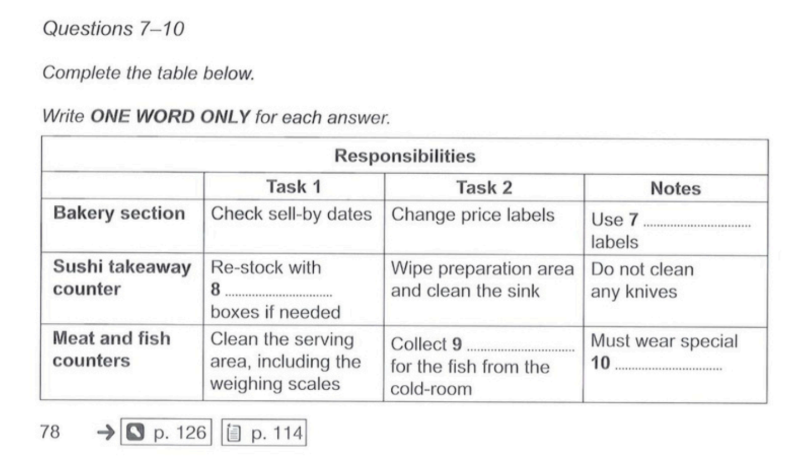 Questions 7–10
Complete the table below.
Write ONE WORD ONLY for each answer.
Responsibilities
Task 1 Task 2 Notes
Bakery section Check sell-by dates Change price labels Use 7 ..............................
labels
Sushi takeaway Re-stock with Wipe preparation area Do not clean
counter 8 .............................. and clean the sink any knives
boxes if needed
Meat and fish Clean the serving Collect 9 .............................. Must wear special
counters area, including the for the fish from the 10 ..............................
weighing scales cold-room
78 → p. 126 p. 114